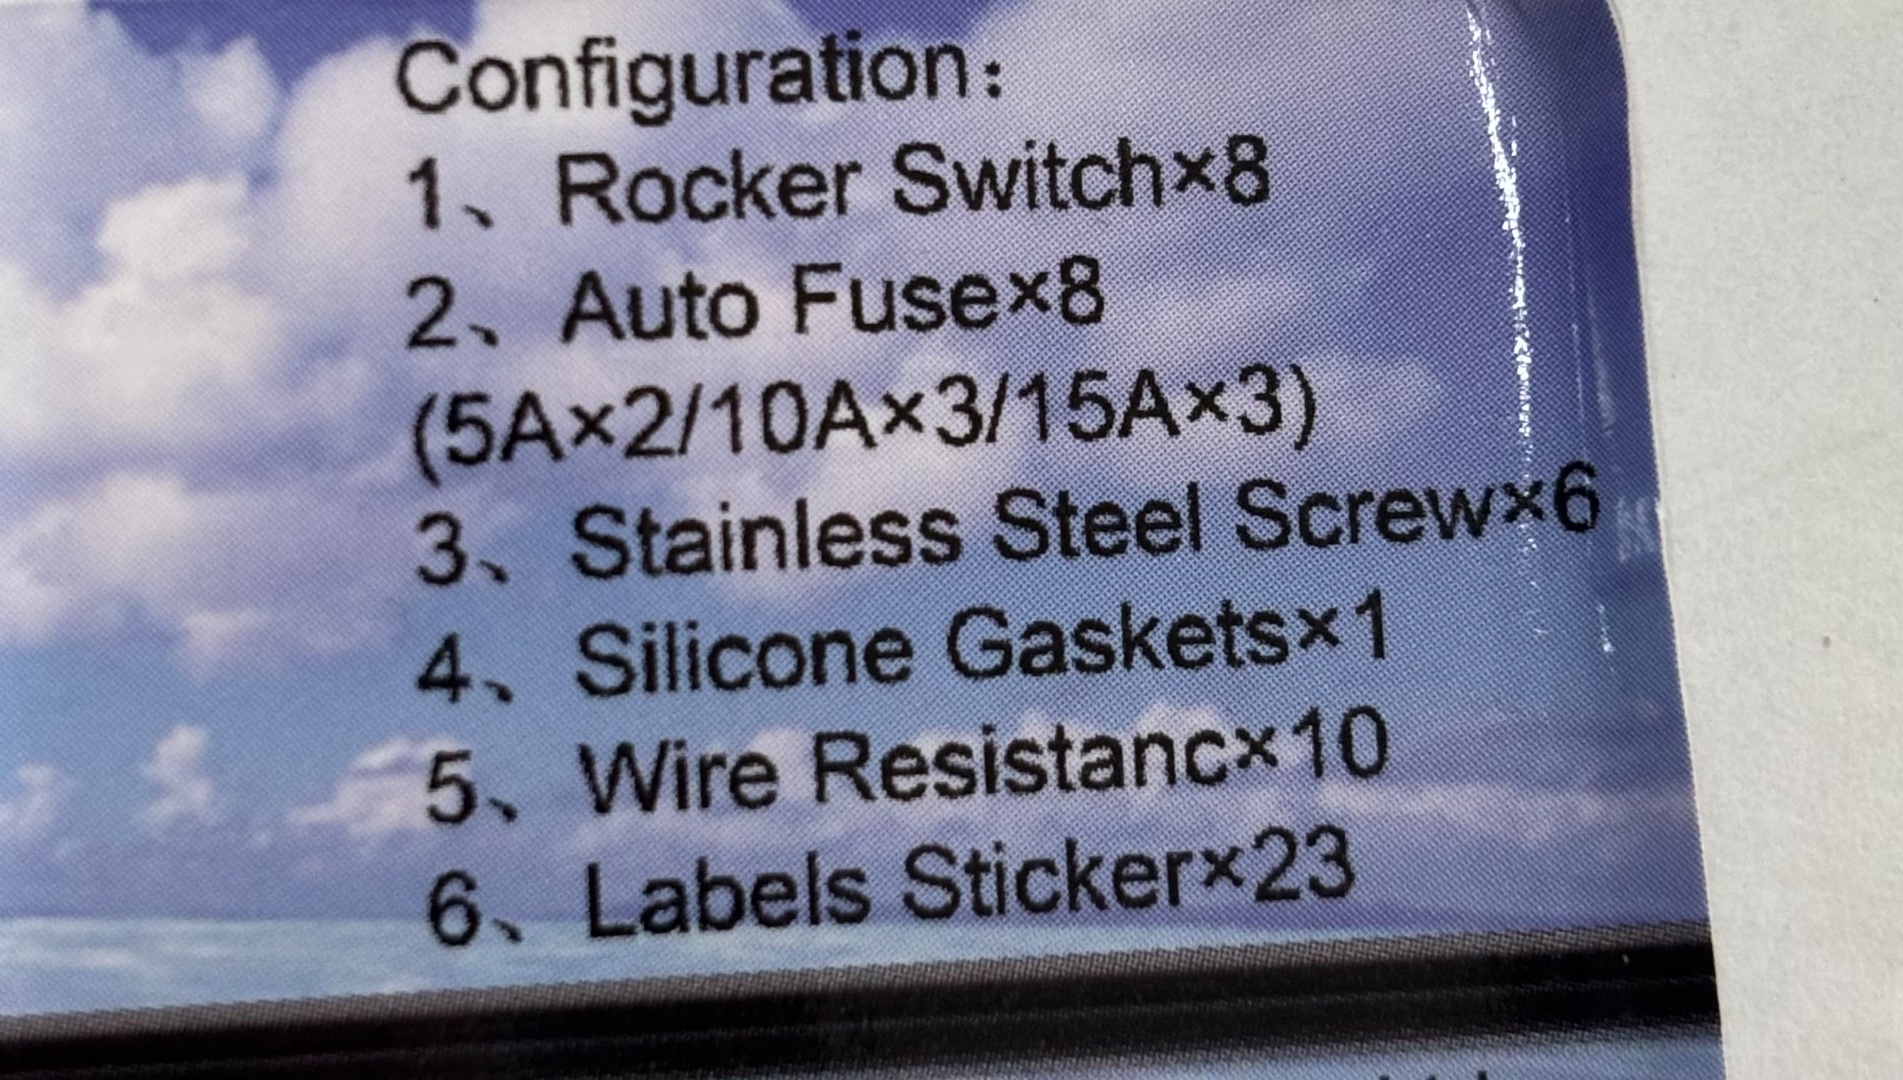 Configuration：
1、Rocker Switch×8
2、Auto Fuse×8
(5A×2/10A×3/15A×3)
3、Stainless Steel Screw×6
4、Silicone Gaskets×1
5、Wire Resistanc×10
6、Labels Sticker×23